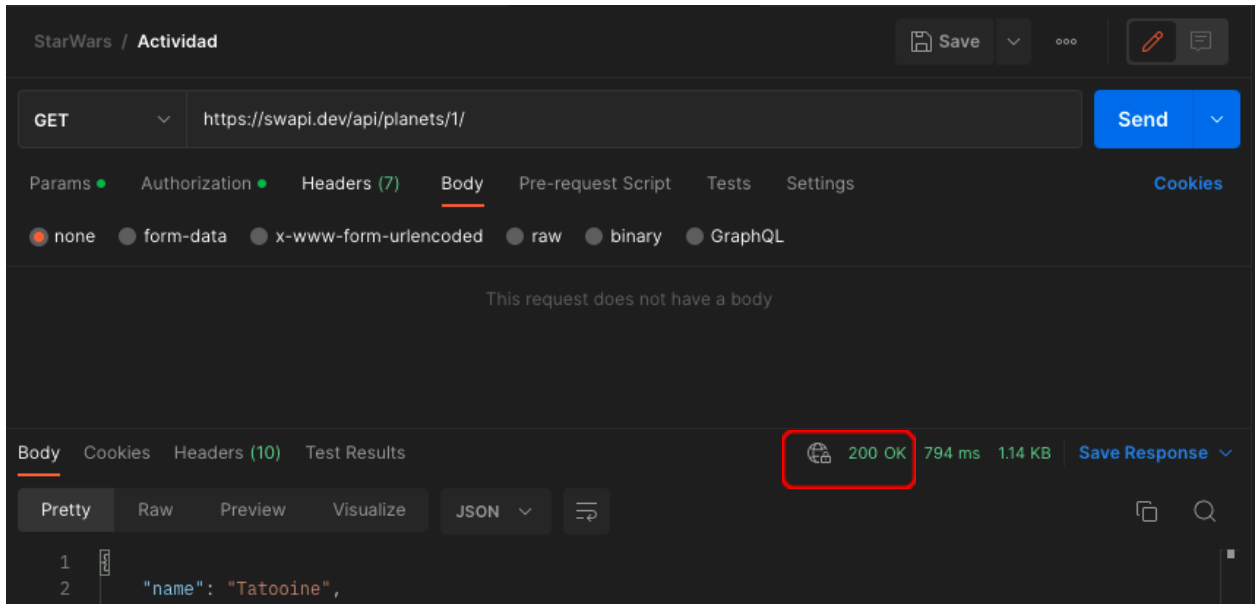 StarWars / Actividad Save ooo
GET https://swapi.dev/api/planets/1/ Send
Params Authorization Headers (7) Body Pre-request Script Tests Settings Cookies
none form-data x-www-form-urlencoded raw binary GraphQL
This request does not have a body
Body Cookies Headers (10) Test Results 200 OK 794 ms 1.14 KB Save Response
Pretty Raw Preview Visualize JSON
1 {
2 "name": "Tatooine",